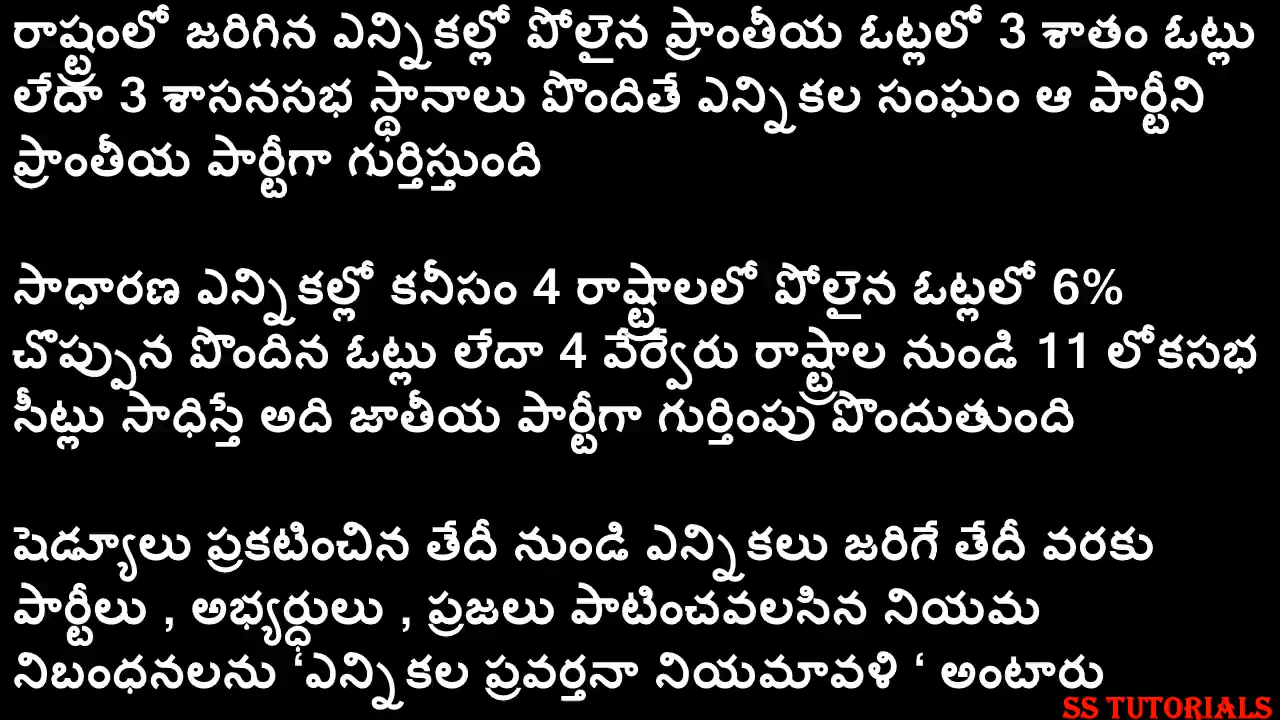 రాష్ట్రంలో జరిగిన ఎన్నికల్లో పోలైన ప్రాంతీయ ఓట్లలో 3 శాతం ఓట్లు
లేదా 3 శాసనసభ స్థానాలు పొందితే ఎన్నికల సంఘం ఆ పార్టీని
ప్రాంతీయ పార్టీగా గుర్తిస్తుంది
సాధారణ ఎన్నికల్లో కనీసం 4 రాష్ట్రాలలో పోలైన ఓట్లలో 6%
చొప్పున పొందిన ఓట్లు లేదా 4 వేర్వేరు రాష్ట్రాల నుండి 11 లోకసభ
సీట్లు సాధిస్తే అది జాతీయ పార్టీగా గుర్తింపు పొందుతుంది
షెడ్యూలు ప్రకటించిన తేదీ నుండి ఎన్నికలు జరిగే తేదీ వరకు
పార్టీలు , అభ్యర్ధులు , ప్రజలు పాటించవలసిన నియమ
నిబంధనలను ‘ఎన్నికల ప్రవర్తనా నియమావళి ‘ అంటారు
SS TUTORIALS